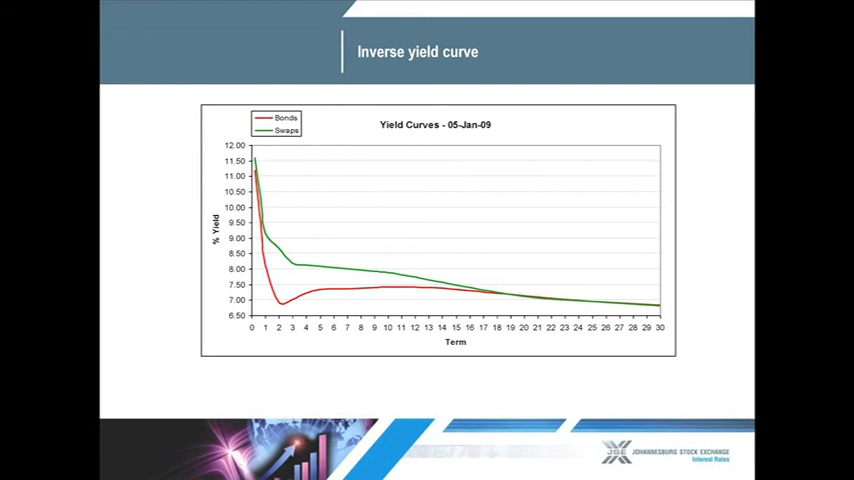 Inverse yield curve
Bonds
Swaps
Yield Curves - 05-Jan-09
12.00
11.50
11.00
10.50
10.00
9.50
9.00
8.50
8.00
7.50
7.00
6.50
% Yield
0 1 2 3 4 5 6 7 8 9 10 11 12 13 14 15 16 17 18 19 20 21 22 23 24 25 26 27 28 29 30
Term
JSE
JOHANNESBURG STOCK EXCHANGE
Interest Rates